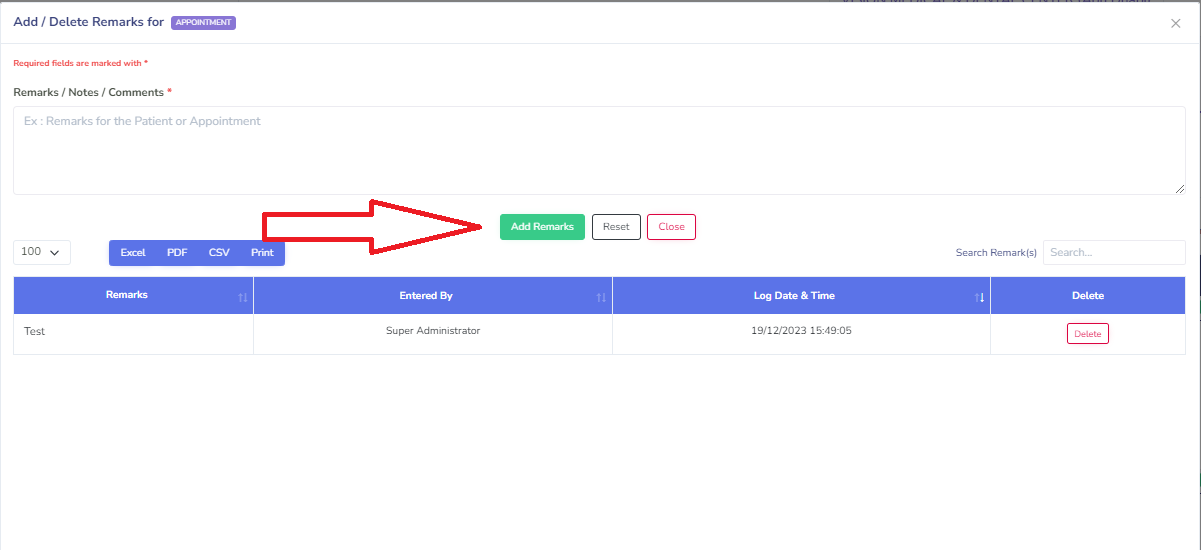 Add / Delete Remarks for APPOINTMENT
Required fields are marked with *
Remarks / Notes / Comments *
Ex : Remarks for the Patient or Appointment
Add Remarks Reset Close
100 Excel PDF CSV Print Search Remark(s) Search...
Remarks Entered By Log Date & Time Delete
Test Super Administrator 19/12/2023 15:49:05 Delete